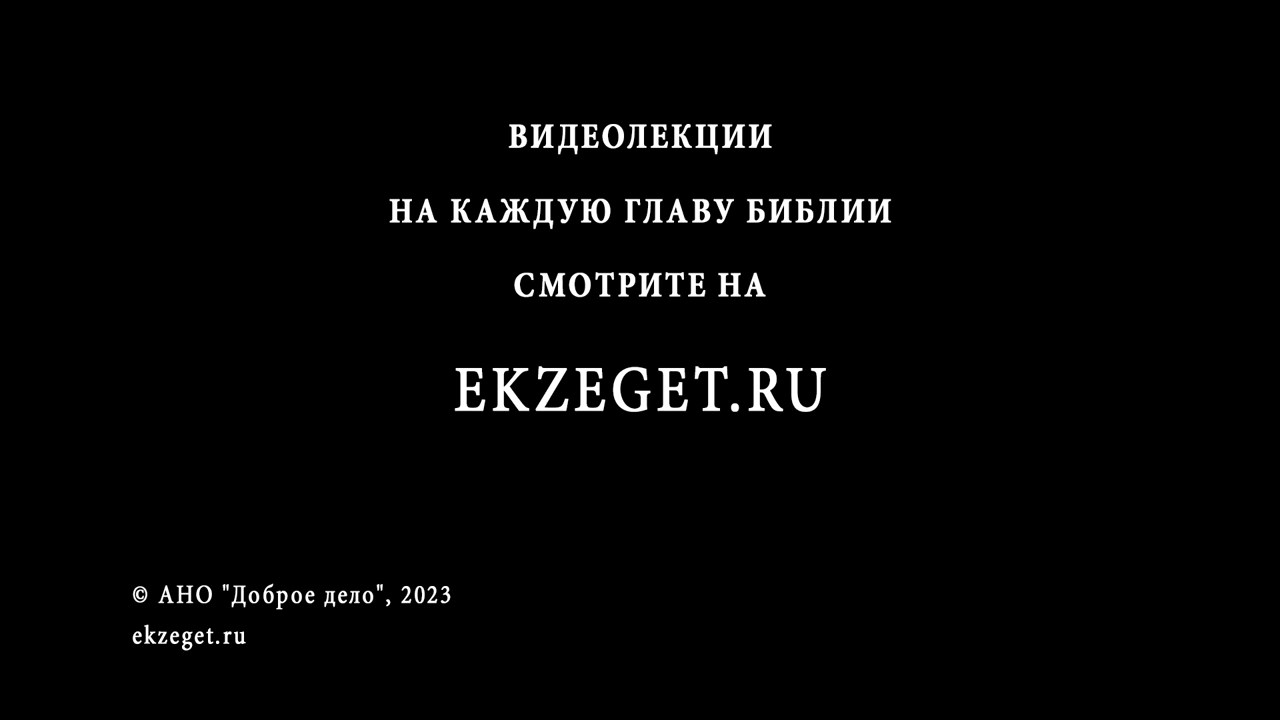 ВИДЕОЛЕКЦИИ
НА КАЖДУЮ ГЛАВУ БИБЛИИ
СМОТРИТЕ НА
EKZEGET.RU
© АНО "Доброе дело", 2023
ekzeget.ru